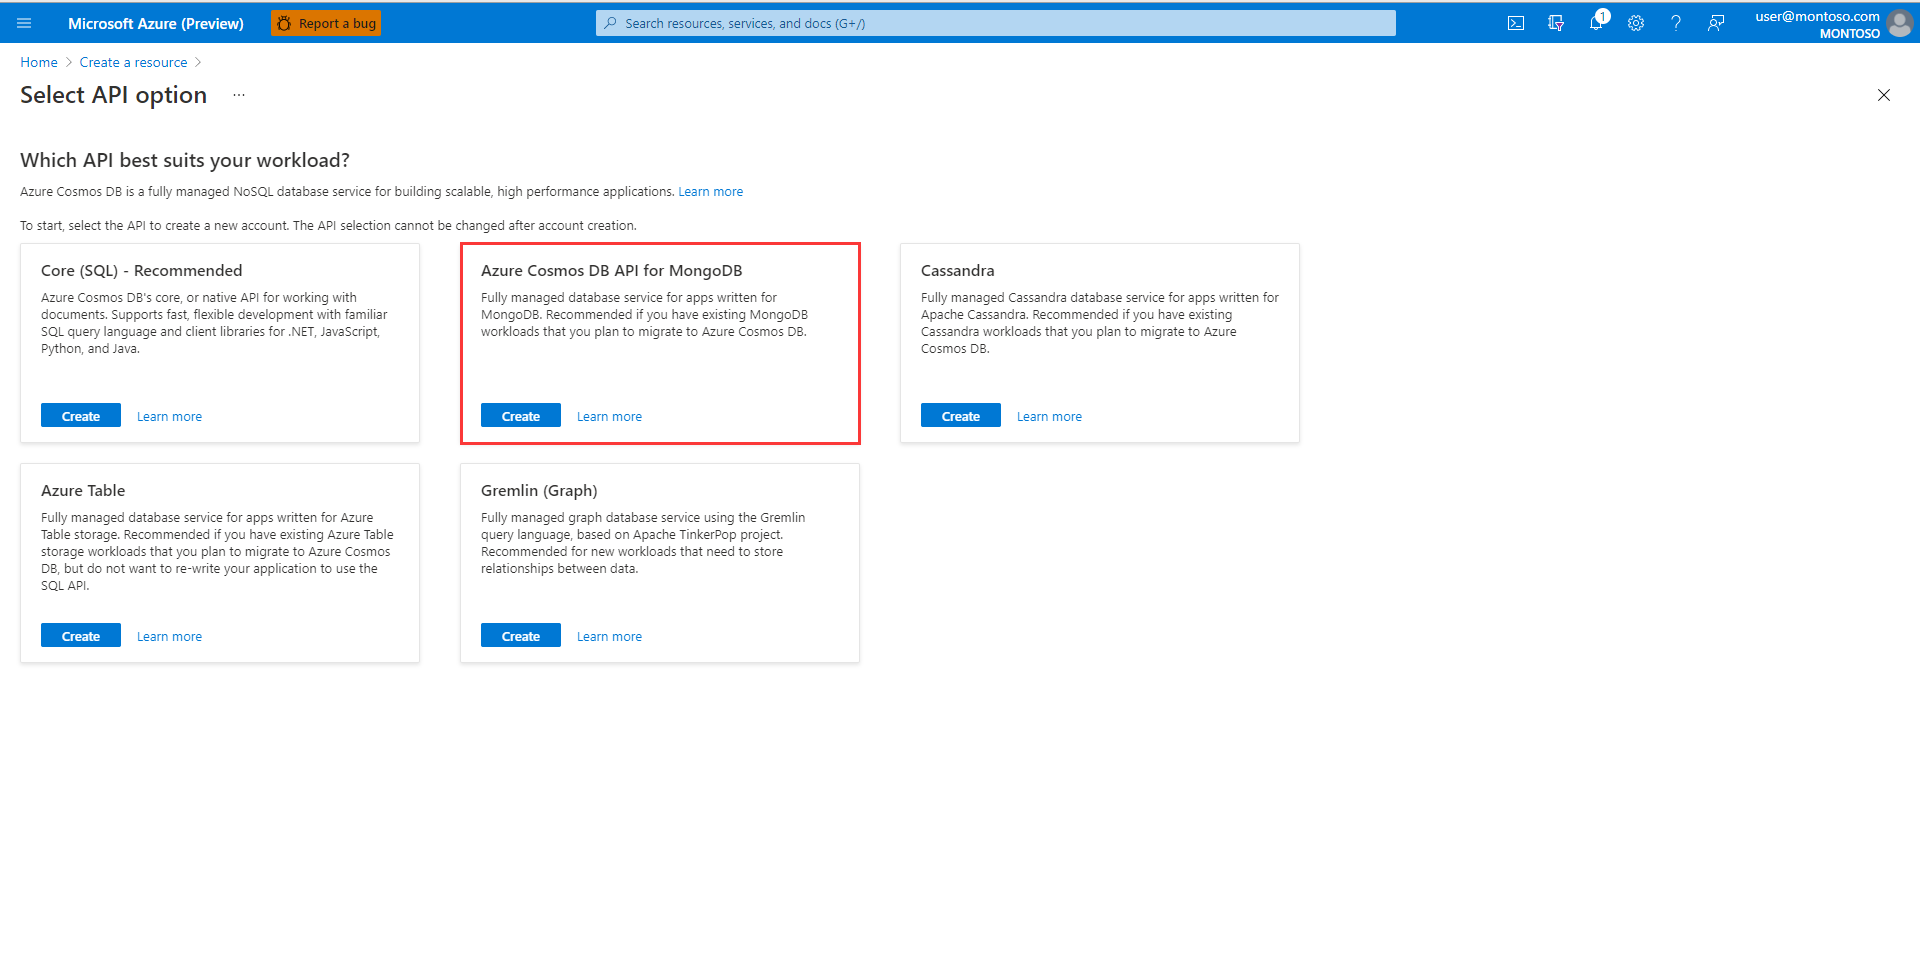 Microsoft Azure (Preview)
Report a bug
Search resources, services, and docs (G+/)
1
user@montoso.com
MONTOSO
Home
Create a resource
Select API option
...
Which API best suits your workload?
Azure Cosmos DB is a fully managed NoSQL database service for building scalable, high performance applications. Learn more
To start, select the API to create a new account. The API selection cannot be changed after account creation.
Core (SQL) - Recommended
Azure Cosmos DB's core, or native API for working with
documents. Supports fast, flexible development with familiar
SQL query language and client libraries for .NET, JavaScript,
Python, and Java.
Create
Learn more
Azure Cosmos DB API for MongoDB
Fully managed database service for apps written for
MongoDB. Recommended if you have existing MongoDB
workloads that you plan to migrate to Azure Cosmos DB.
Create
Learn more
Cassandra
Fully managed Cassandra database service for apps written for
Apache Cassandra. Recommended if you have existing
Cassandra workloads that you plan to migrate to Azure
Cosmos DB.
Create
Learn more
Azure Table
Fully managed database service for apps written for Azure
Table storage. Recommended if you have existing Azure Table
storage workloads that you plan to migrate to Azure Cosmos
DB, but do not want to re-write your application to use the
SQL API.
Create
Learn more
Gremlin (Graph)
Fully managed graph database service using the Gremlin
query language, based on Apache TinkerPop project.
Recommended for new workloads that need to store
relationships between data.
Create
Learn more